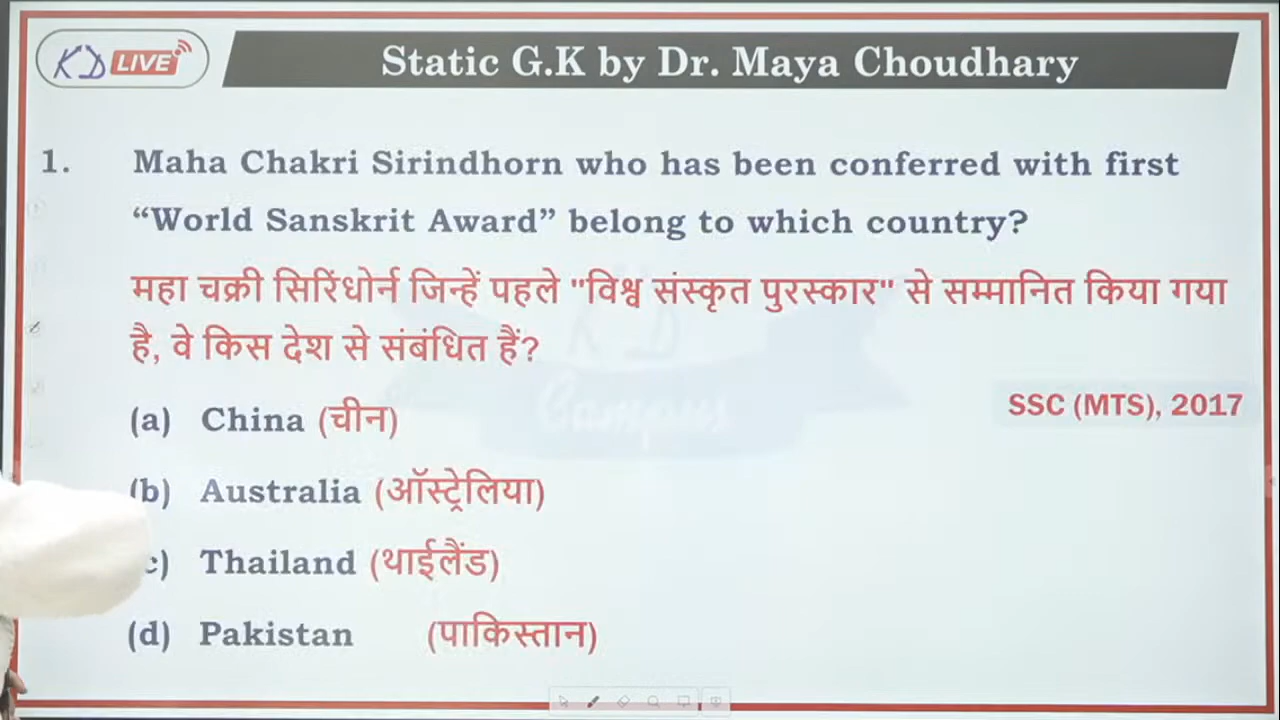 KD LIVE
Static G.K by Dr. Maya Choudhary
1. Maha Chakri Sirindhorn who has been conferred with first
“World Sanskrit Award” belong to which country?
महा चक्री सिरिंधोर्न जिन्हें पहले "विश्व संस्कृत पुरस्कार" से सम्मानित किया गया
है, वे किस देश से संबंधित हैं?
SSC (MTS), 2017
(a) China (चीन)
(b) Australia (ऑस्ट्रेलिया)
c) Thailand (थाईलैंड)
(d) Pakistan (पाकिस्तान)
KD
Campus